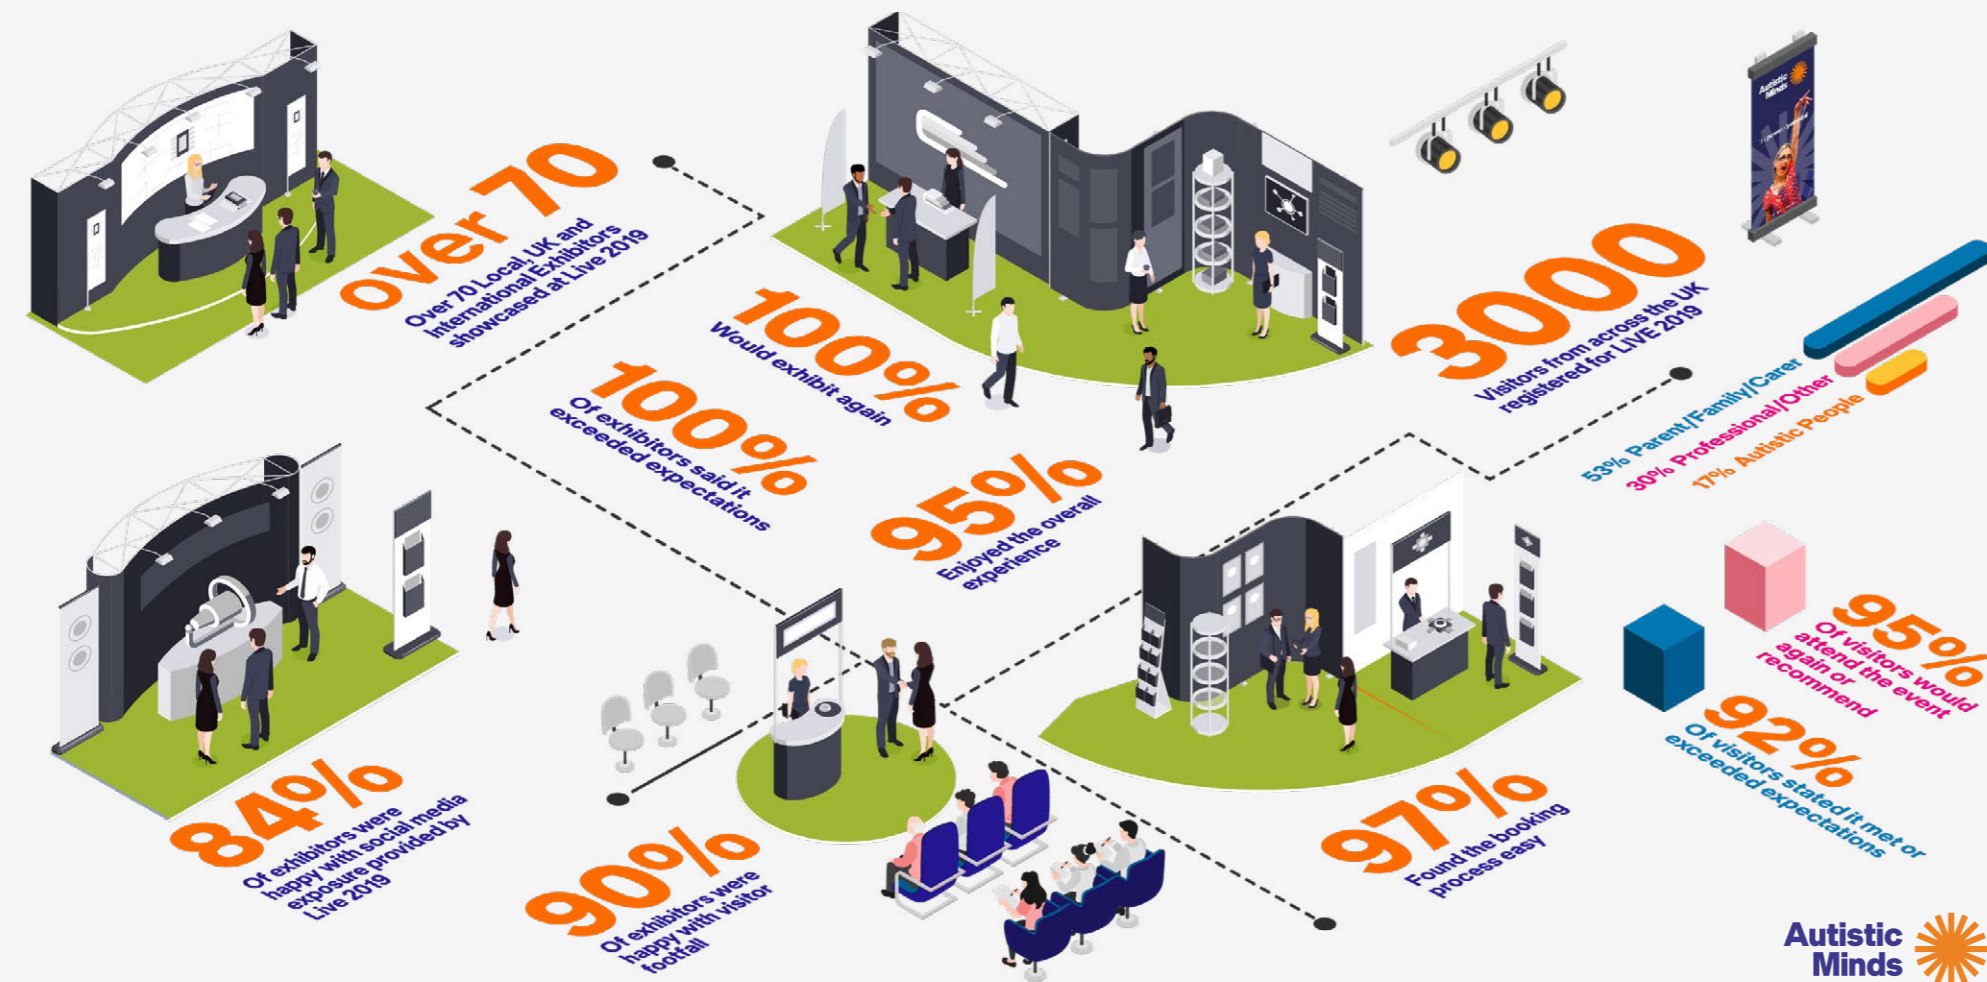 over 70
Over 70 Local, UK and
International Exhibitors
showcased at Live 2019
100%
Would exhibit again
100%
Of exhibitors said it
exceeded expectations
95%
Enjoyed the overall
experience
3000
Visitors from across the UK
registered for LIVE 2019
Autistic
Minds
53% Parent/Family/Carer
30% Professional/Other
17% Autistic People
84%
Of exhibitors were
happy with social media
exposure provided by
Live 2019
90%
Of exhibitors were
happy with visitor
footfall
97%
Found the booking
process easy
95%
Of visitors would
attend the event
again or
recommend
92%
Of visitors stated it met or
exceeded expectations
Autistic
Minds